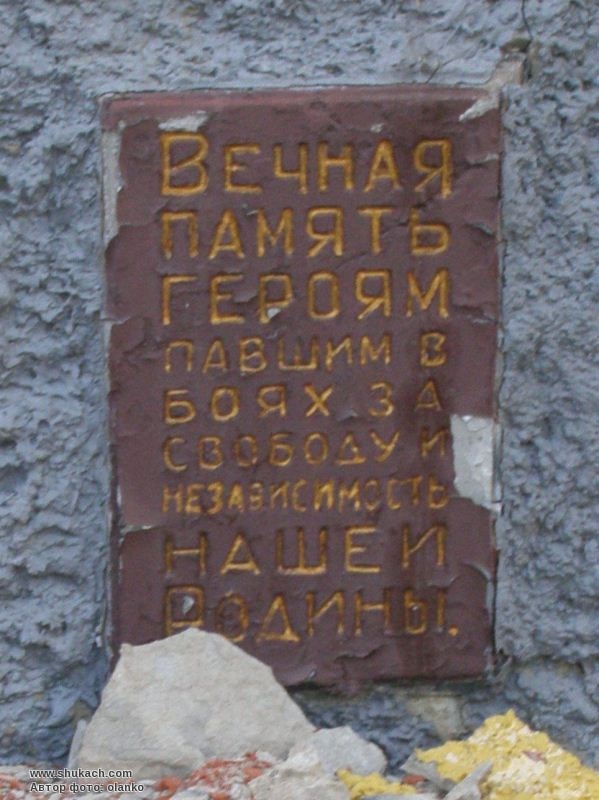 Вечная
память
героям
павшим в
боях за
свободу и
независимость
нашей
Родины.
www.shukach.com
Автор фото: olanko